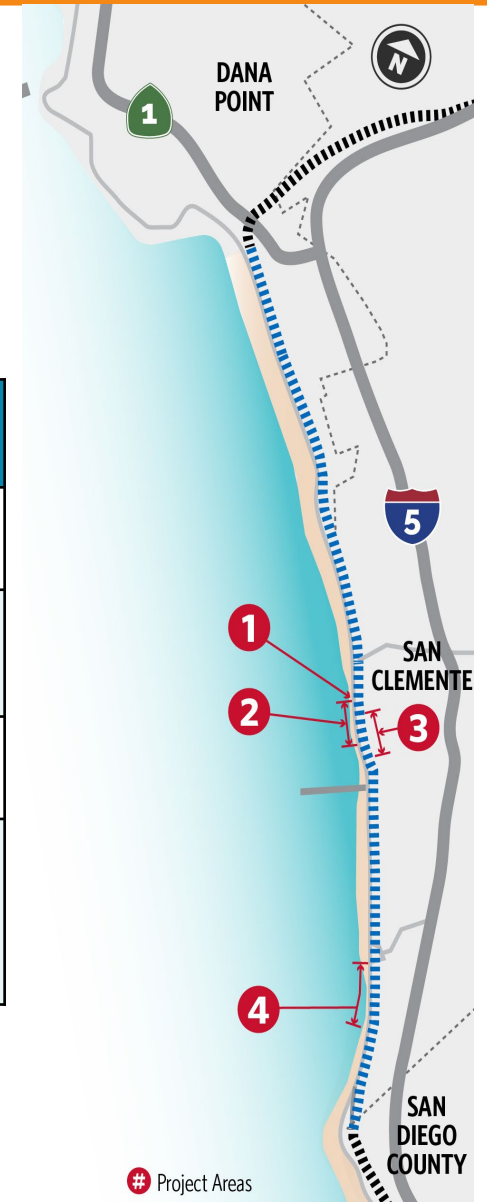 DANA
POINT
N
1
5
1
SAN
CLEMENTE
2
3
4
SAN
DIEGO
COUNTY
# Project Areas